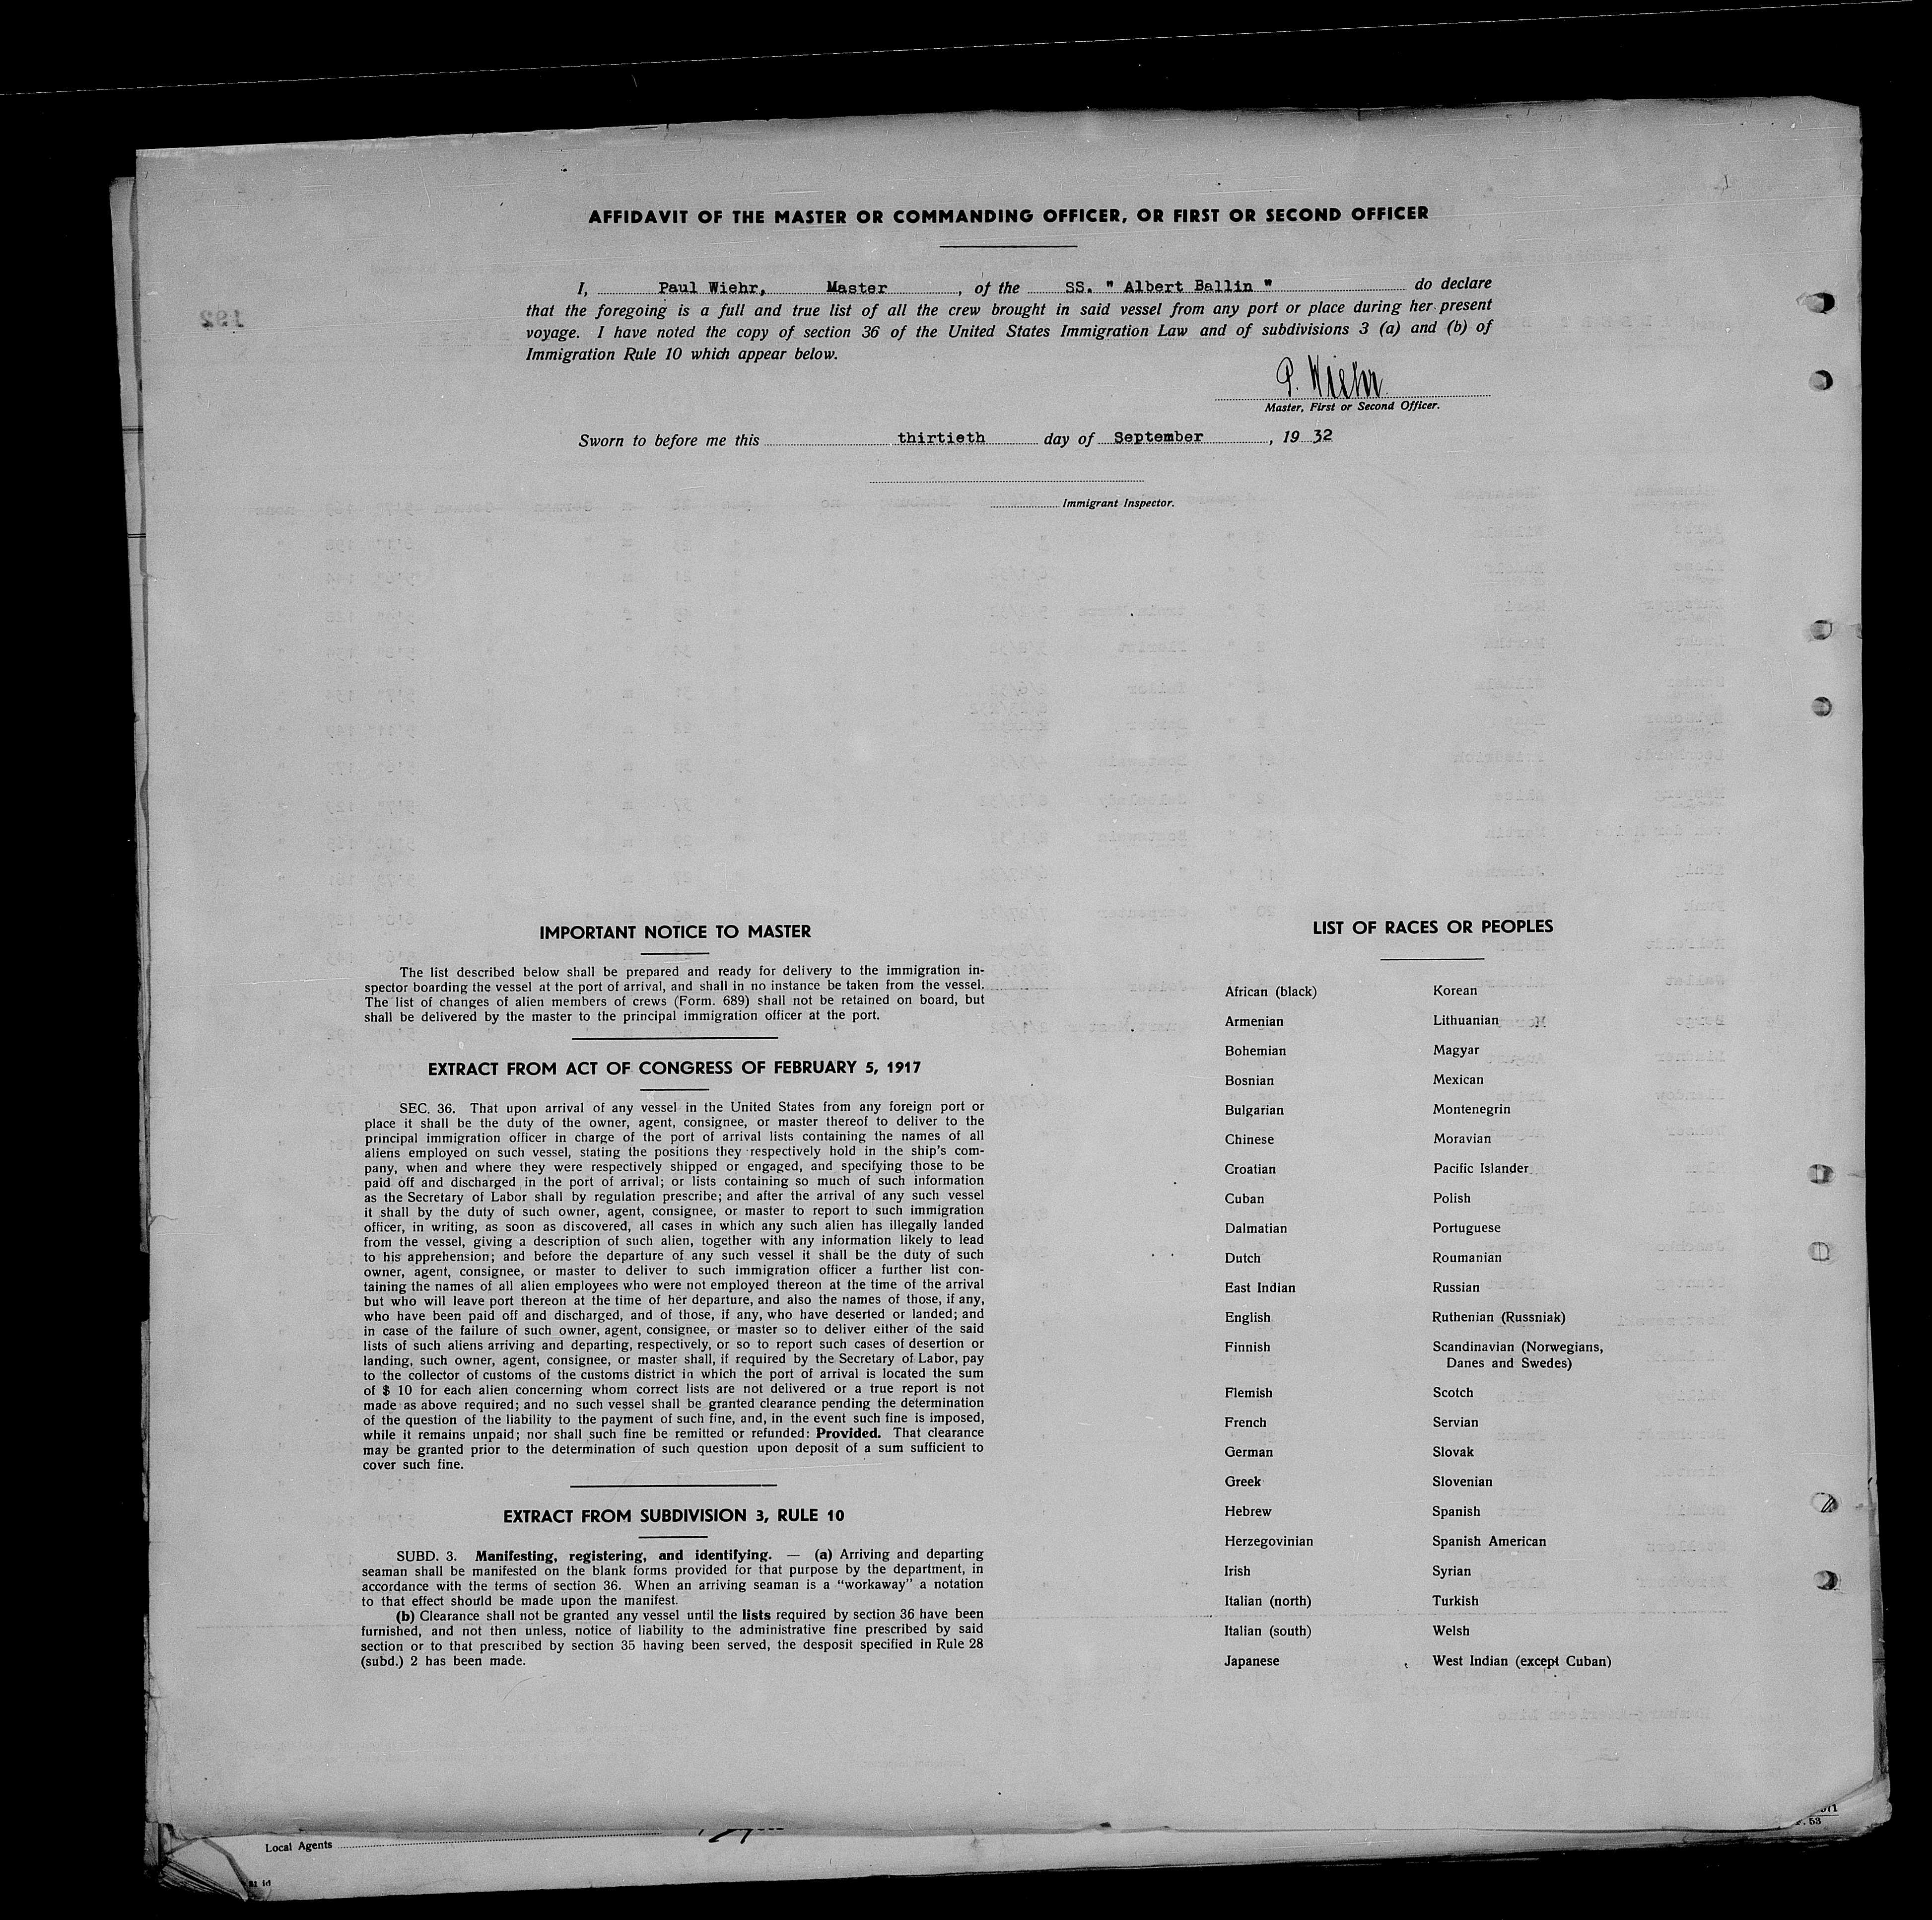 AFFIDAVIT OF THE MASTER OR COMMANDING OFFICER, OR FIRST OR SECOND OFFICER
I, Paul Wiehr, Master, of the SS. " Albert Ballin " do declare
that the foregoing is a full and true list of all the crew brought in said vessel from any port or place during her present
voyage. I have noted the copy of section 36 of the United States Immigration Law and of subdivisions 3 (a) and (b) of
Immigration Rule 10 which appear below.
P. Wiehr.
Master, First or Second Officer.
Sworn to before me this thirtieth day of September, 1932
Immigrant Inspector.
192
IMPORTANT NOTICE TO MASTER
The list described below shall be prepared and ready for delivery to the immigration in-
spector boarding the vessel at the port of arrival, and shall in no instance be taken from the vessel.
The list of changes of alien members of crews (Form. 689) shall not be retained on board, but
shall be delivered by the master to the principal immigration officer at the port.
EXTRACT FROM ACT OF CONGRESS OF FEBRUARY 5, 1917
SEC. 36. That upon arrival of any vessel in the United States from any foreign port or
place it shall be the duty of the owner, agent, consignee, or master thereof to deliver to the
principal immigration officer in charge of the port of arrival lists containing the names of all
aliens employed on such vessel, stating the positions they respectively hold in the ship's com-
pany, when and where they were respectively shipped or engaged, and specifying those to be
paid off and discharged in the port of arrival; or lists containing so much of such information
as the Secretary of Labor shall by regulation prescribe; and after the arrival of any such vessel
it shall by the duty of such owner, agent, consignee, or master to report to such immigration
officer, in writing, as soon as discovered, all cases in which any such alien has illegally landed
from the vessel, giving a description of such alien, together with any information likely to lead
to his apprehension; and before the departure of any such vessel it shall be the duty of such
owner, agent, consignee, or master to deliver to such immigration officer a further list con-
taining the names of all alien employees who were not employed thereon at the time of the arrival
but who will leave port thereon at the time of her departure, and also the names of those, if any,
who have been paid off and discharged, and of those, if any, who have deserted or landed; and
in case of the failure of such owner, agent, consignee, or master so to deliver either of the said
lists of such aliens arriving and departing, respectively, or so to report such cases of desertion or
landing, such owner, agent, consignee, or master shall, if required by the Secretary of Labor, pay
to the collector of customs of the customs district in which the port of arrival is located the sum
of $ 10 for each alien concerning whom correct lists are not delivered or a true report is not
made as above required; and no such vessel shall be granted clearance pending the determination
of the question of the liability to the payment of such fine, and, in the event such fine is imposed,
while it remains unpaid; nor shall such fine be remitted or refunded: Provided. That clearance
may be granted prior to the determination of such question upon deposit of a sum sufficient to
cover such fine.
EXTRACT FROM SUBDIVISION 3, RULE 10
SUBD. 3. Manifesting, registering, and identifying. — (a) Arriving and departing
seaman shall be manifested on the blank forms provided for that purpose by the department, in
accordance with the terms of section 36. When an arriving seaman is a "workaway" a notation
to that effect should be made upon the manifest.
(b) Clearance shall not be granted any vessel until the lists required by section 36 have been
furnished, and not then unless, notice of liability to the administrative fine prescribed by said
section or to that prescribed by section 35 having been served, the desposit specified in Rule 28
(subd.) 2 has been made.
LIST OF RACES OR PEOPLES
African (black)
Armenian
Bohemian
Bosnian
Bulgarian
Chinese
Croatian
Cuban
Dalmatian
Dutch
East Indian
English
Finnish
Flemish
French
German
Greek
Hebrew
Herzegovinian
Irish
Italian (north)
Italian (south)
Japanese
Korean
Lithuanian
Magyar
Mexican
Montenegrin
Moravian
Pacific Islander
Polish
Portuguese
Roumanian
Russian
Ruthenian (Russniak)
Scandinavian (Norwegians,
Danes and Swedes)
Scotch
Servian
Slovak
Slovenian
Spanish
Spanish American
Syrian
Turkish
Welsh
West Indian (except Cuban)
Local Agents